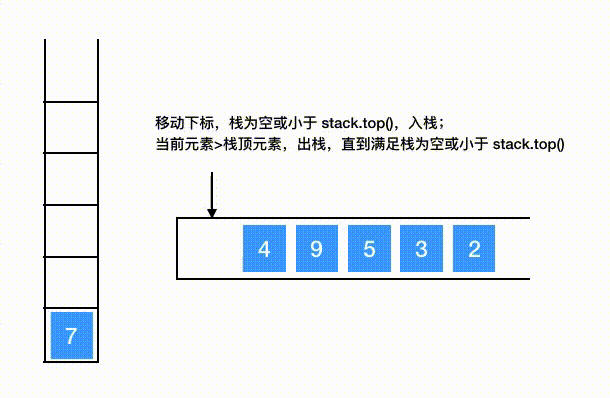 移动下标，栈为空或小于 stack.top()，入栈；
当前元素>栈顶元素，出栈，直到满足栈为空或小于 stack.top()
4 9 5 3 2
7